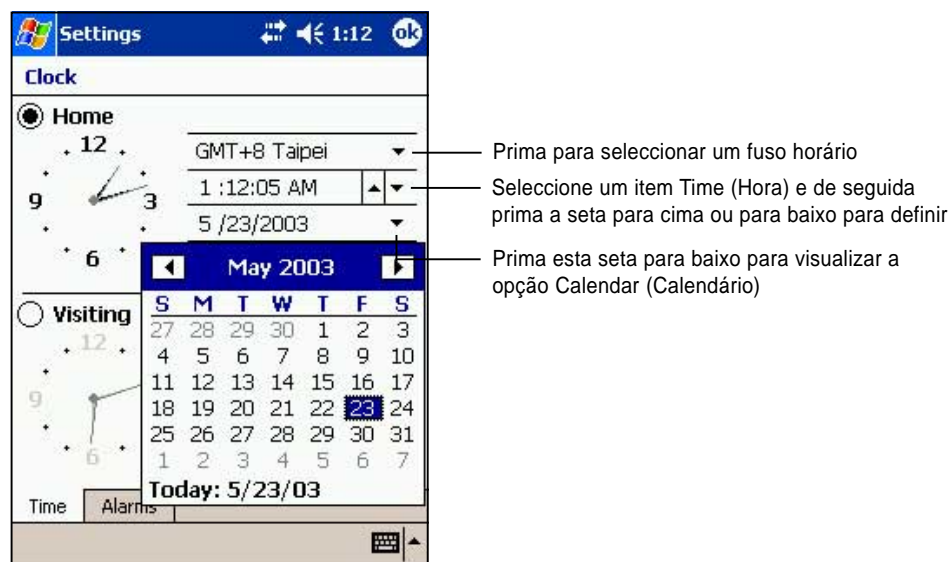 Settings 1:12 ok
Clock
Home
12
9
3
6
GMT+8 Taipei
1 :12:05 AM
5 /23/2003
May 2003
S M T W T F S
27 28 29 30 1 2 3
4 5 6 7 8 9 10
11 12 13 14 15 16 17
18 19 20 21 22 23 24
25 26 27 28 29 30 31
1 2 3 4 5 6 7
Today: 5/23/03
Visiting
12
9
6
Time Alarms
Prima para seleccionar um fuso horário
Seleccione um item Time (Hora) e de seguida
prima a seta para cima ou para baixo para definir
Prima esta seta para baixo para visualizar a
opção Calendar (Calendário)